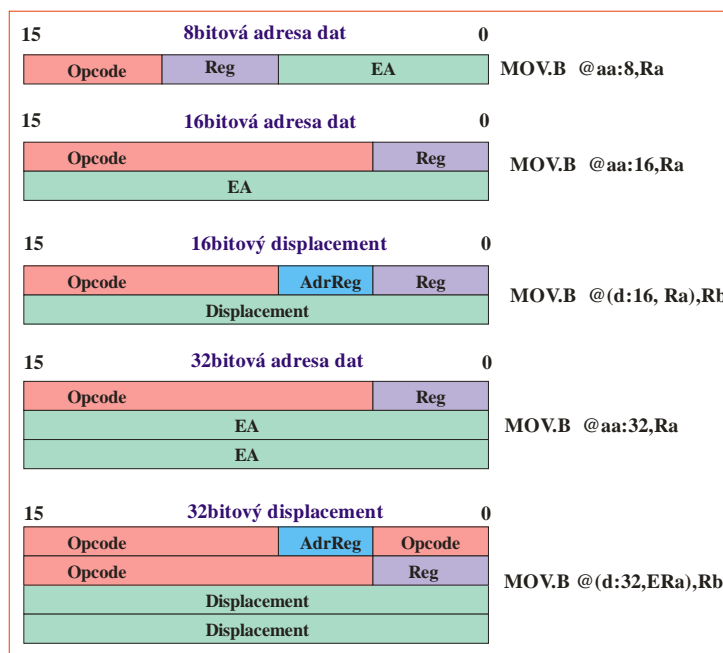 15 8bitová adresa dat 0
Opcode Reg EA MOV.B @aa:8,Ra
15 16bitová adresa dat 0
Opcode Reg
MOV.B @aa:16,Ra
EA
15 16bitový displacement 0
Opcode AdrReg Reg
MOV.B @(d:16, Ra),Rb
Displacement
15 32bitová adresa dat 0
Opcode Reg
EA MOV.B @aa:32,Ra
EA
15 32bitový displacement 0
Opcode AdrReg Opcode
Opcode Reg
MOV.B @(d:32,ERa),Rb
Displacement
Displacement